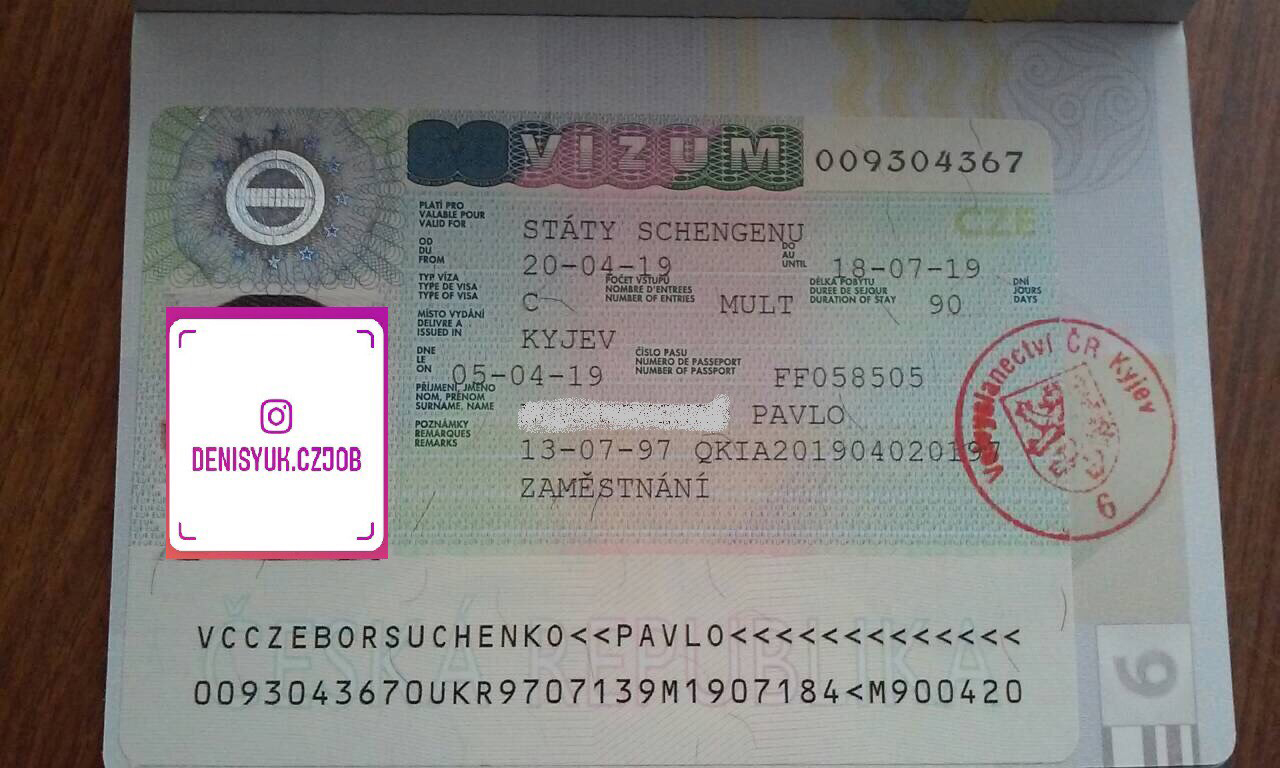 VIZUM
009304367
CZE
PLATÍ PRO
VALABLE POUR
VALID FOR
STÁTY SCHENGENU
OD
DU
FROM
20-04-19
DO
AU
UNTIL
18-07-19
TYP VÍZA
TYPE DE VISA
TYPE OF VISA
C
POČET VSTUPŮ
NOMBRE D'ENTREES
NUMBER OF ENTRIES
MULT
DÉLKA POBYTU
DUREE DE SEJOUR
DURATION OF STAY
90
DNÍ
JOURS
DAYS
MÍSTO VYDÁNÍ
DELIVRE A
ISSUED IN
KYJEV
DNE
LE
ON
05-04-19
ČÍSLO PASU
NUMERO DE PASSEPORT
NUMBER OF PASSPORT
FF058505
PŘÍJMENÍ, JMÉNO
NOM, PRENOM
SURNAME, NAME
PAVLO
POZNÁMKY
REMARQUES
REMARKS
13-07-97 QKIA201904020197
ZAMĚSTNÁNÍ
DENISYUK.CZJOB
Velvyslanectví ČR Kyjev
6
ČESKÁ REPUBLIKA
VCCZEBORSUCHENKO<<PAVLO<<<<<<<<<<<<<
0093043670UKR9707139M1907184<M900420
6